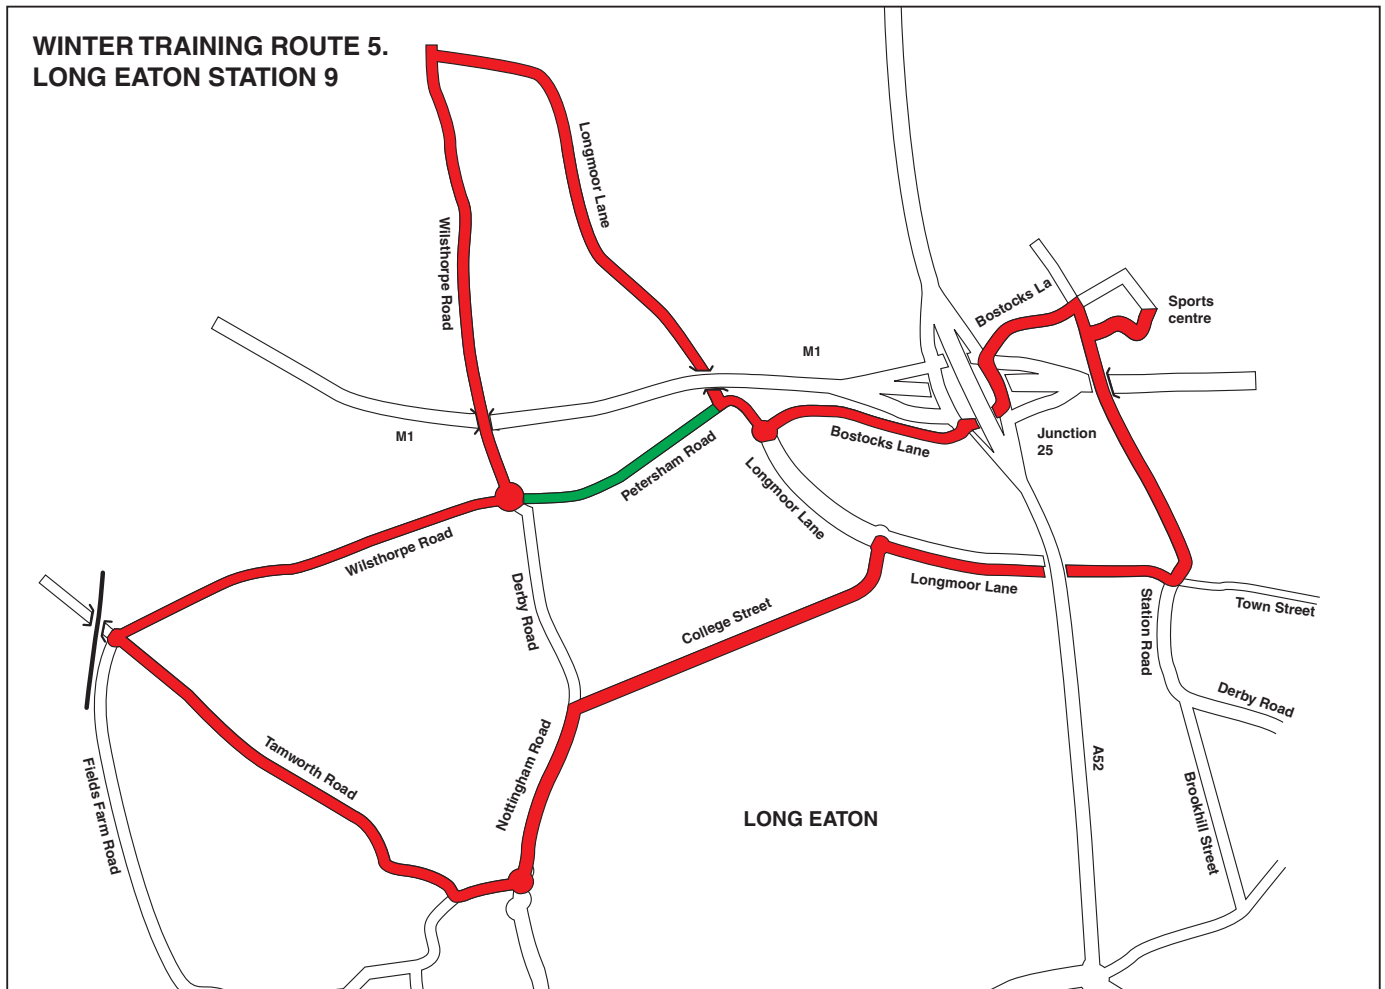 WINTER TRAINING ROUTE 5.
LONG EATON STATION 9
Longmoor Lane
Wilsthorpe Road
Bostocks La
Sports
centre
M1
M1
Junction
25
Bostocks Lane
Petersham Road
Longmoor Lane
Wilsthorpe Road
Longmoor Lane
Derby Road
College Street
Station Road
Town Street
Derby Road
Nottingham Road
Tamworth Road
Fields Farm Road
A52
Brookhill Street
LONG EATON